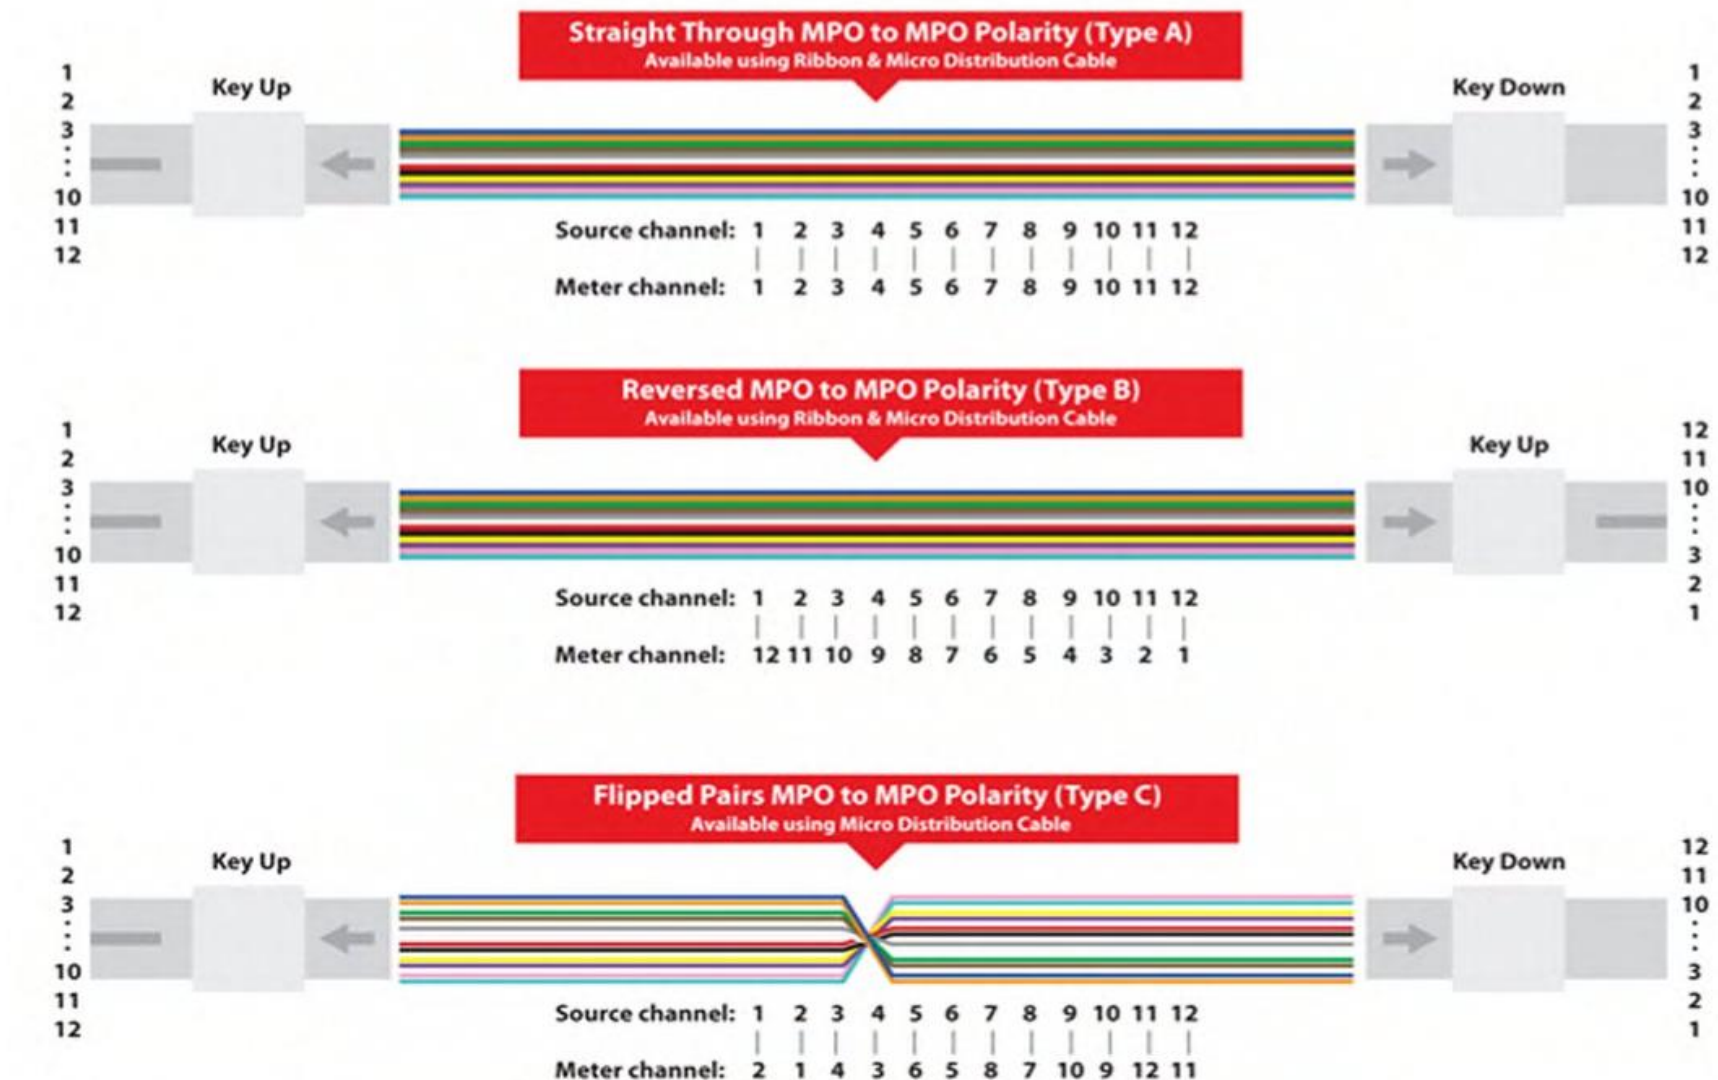 Straight Through MPO to MPO Polarity (Type A)
Available using Ribbon & Micro Distribution Cable
Key Up
Key Down
1
2
3
10
11
12
1
2
3
10
11
12
Source channel: 1 2 3 4 5 6 7 8 9 10 11 12
Meter channel: 1 2 3 4 5 6 7 8 9 10 11 12
Reversed MPO to MPO Polarity (Type B)
Available using Ribbon & Micro Distribution Cable
Key Up
Key Up
1
2
3
10
11
12
12
11
10
3
2
1
Source channel: 1 2 3 4 5 6 7 8 9 10 11 12
Meter channel: 12 11 10 9 8 7 6 5 4 3 2 1
Flipped Pairs MPO to MPO Polarity (Type C)
Available using Micro Distribution Cable
Key Up
Key Down
1
2
3
10
11
12
12
11
10
3
2
1
Source channel: 1 2 3 4 5 6 7 8 9 10 11 12
Meter channel: 2 1 4 3 6 5 8 7 10 9 12 11